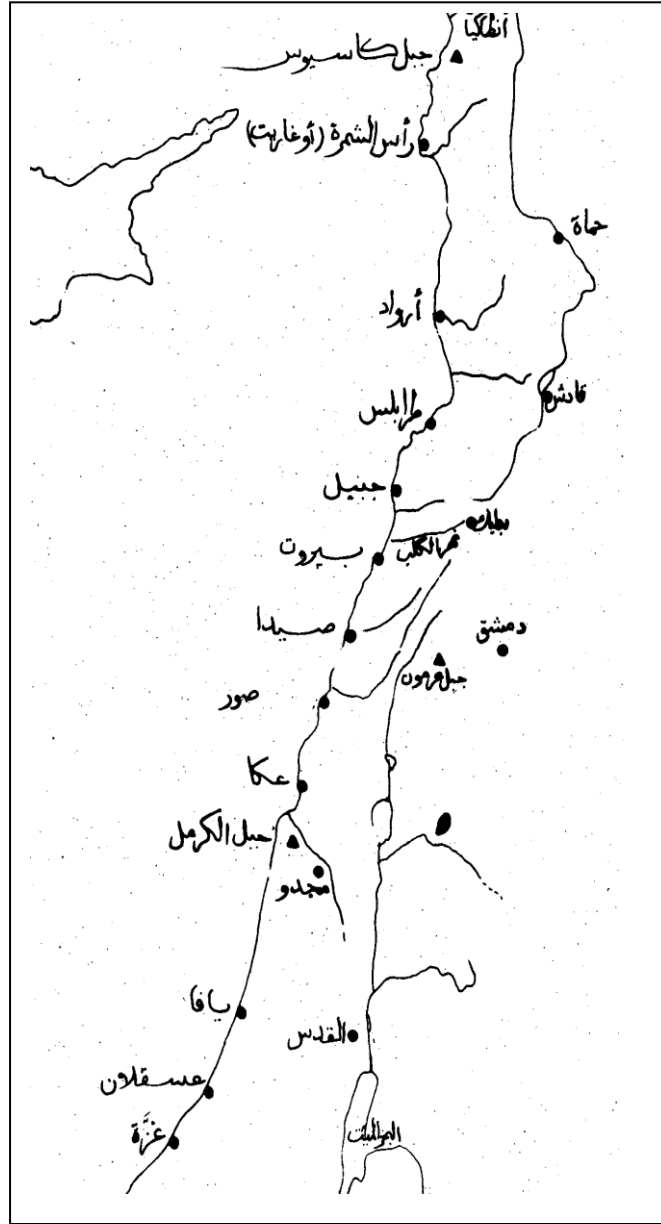 أنطاكيا
جبل كاسيوس
رأس الشمرة (أوغاريت)
حماة
أرواد
قادش
طرابلس
جبيل
بعلبك
نهر الكلب
بيروت
صيدا
دمشق
جبل حرمون
صور
عكا
جبل الكرمل
مجدو
يافا
القدس
عسقلان
غزَّة
البحر الميت